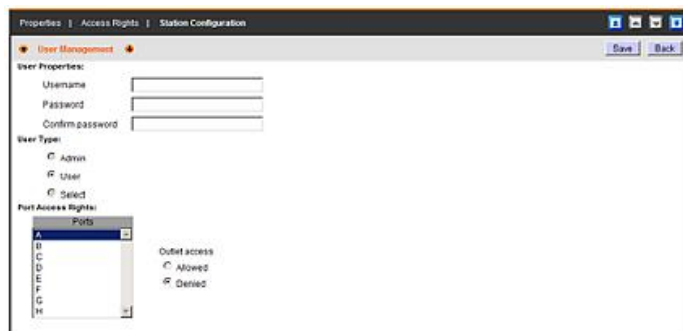 Properties | Access Rights | Station Configuration
User Management
Save Back
User Properties:
Username
Password
Confirm password
User Type:
Admin
User
Select
Port Access Rights:
Ports
A
B
C
D
E
F
G
H
Outlet access
Allowed
Denied